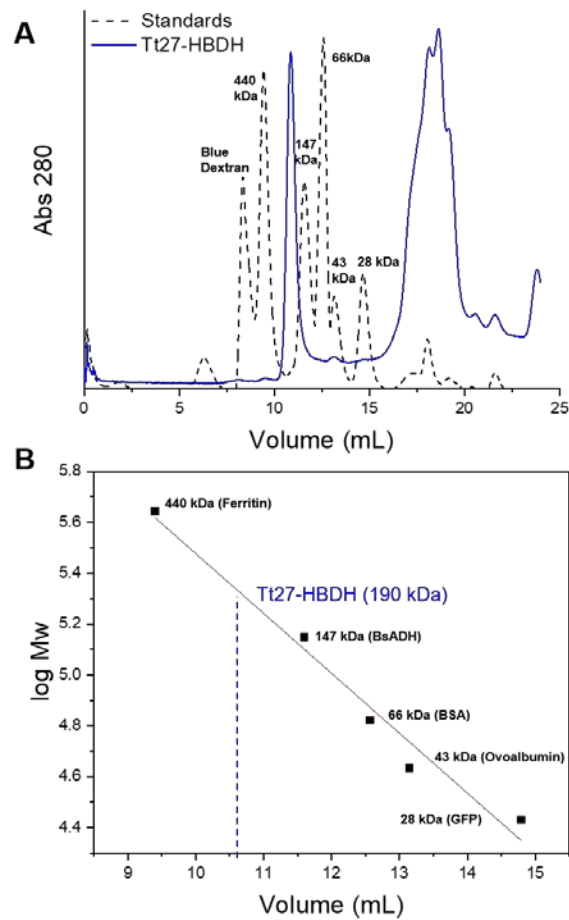 A
Standards
Tt27-HBDH
Abs 280
Blue
Dextran
440
kDa
147
kDa
66kDa
43
kDa
28 kDa
0
5
10
15
20
25
Volume (mL)
B
log Mw
5.8
5.6
5.4
5.2
5.0
4.8
4.6
4.4
440 kDa (Ferritin)
Tt27-HBDH (190 kDa)
147 kDa (BsADH)
66 kDa (BSA)
43 kDa (Ovoalbumin)
28 kDa (GFP)
9
10
11
12
13
14
15
Volume (mL)